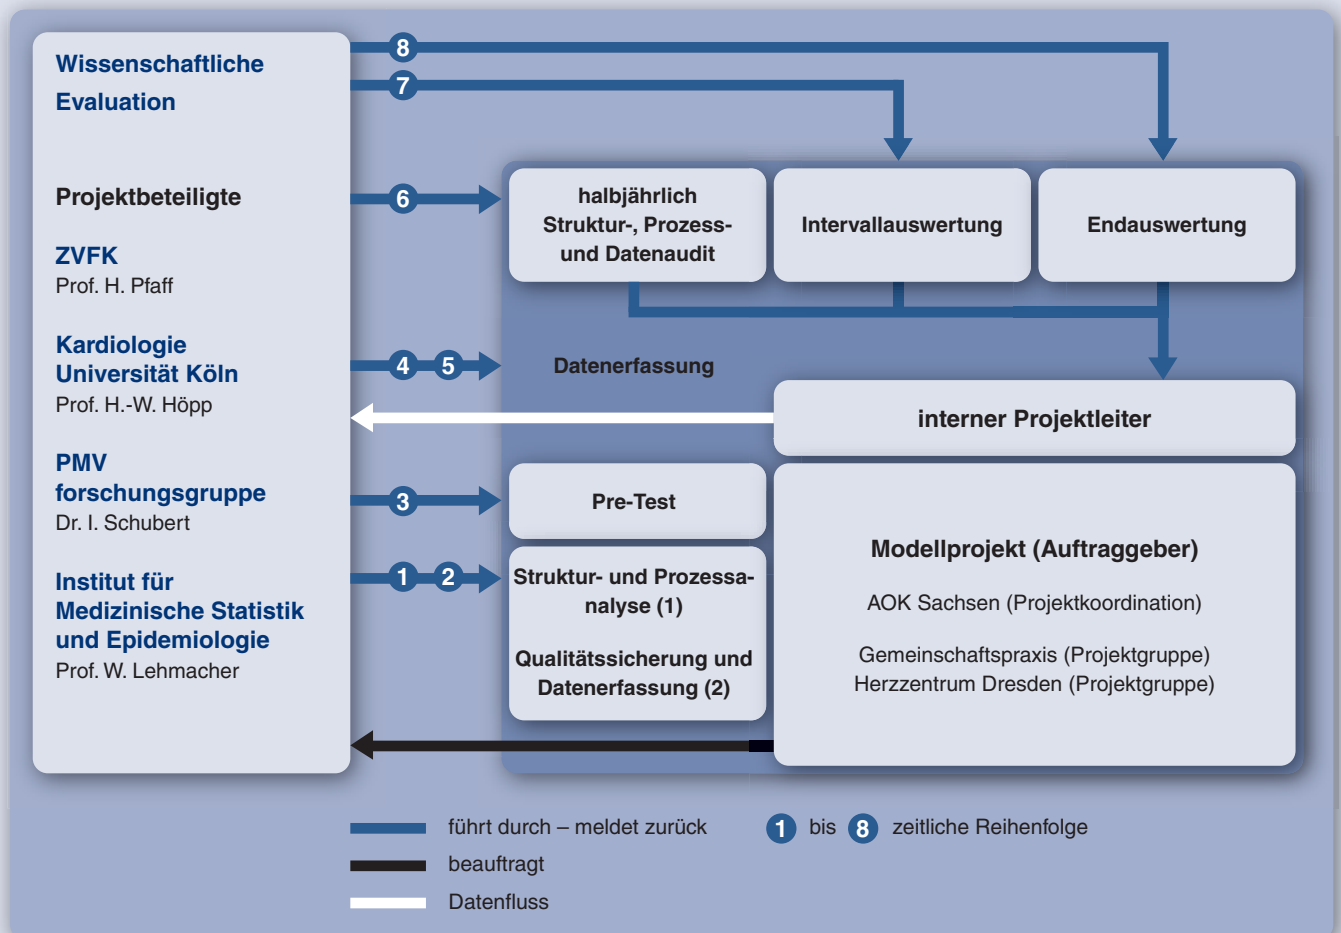 Wissenschaftliche
Evaluation
Projektbeteiligte
ZVFK
Prof. H. Pfaff
Kardiologie
Universität Köln
Prof. H.-W. Höpp
PMV
forschungsgruppe
Dr. I. Schubert
Institut für
Medizinische Statistik
und Epidemiologie
Prof. W. Lehmacher
8
7
6
4 5
3
1 2
halbjährlich
Struktur-, Prozess-
und Datenaudit
Intervallauswertung
Endauswertung
Datenerfassung
interner Projektleiter
Pre-Test
Struktur- und Prozessa-
nalyse (1)
Qualitätssicherung und
Datenerfassung (2)
Modellprojekt (Auftraggeber)
AOK Sachsen (Projektkoordination)
Gemeinschaftspraxis (Projektgruppe)
Herzzentrum Dresden (Projektgruppe)
führt durch – meldet zurück
1 bis 8 zeitliche Reihenfolge
beauftragt
Datenfluss